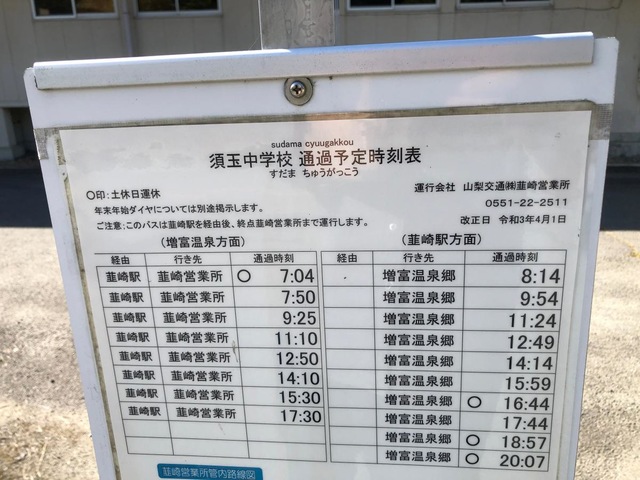 sudama cyuugakkou
須玉中学校 通過予定時刻表
すだま ちゅうがっこう
運行会社 山梨交通㈱韮崎営業所
〇印:土休日運休
0551-22-2511
年末年始ダイヤについては別途掲示します。
改正日 令和3年4月1日
ご注意:このバスは韮崎駅を経由後、終点韮崎営業所まで運行します。
(増富温泉方面) (韮崎駅方面)
経由 行き先 通過時刻 経由 行き先 通過時刻
韮崎駅 韮崎営業所 〇 7:04 増富温泉郷 8:14
韮崎駅 韮崎営業所 7:50 増富温泉郷 9:54
韮崎駅 韮崎営業所 9:25 増富温泉郷 11:24
韮崎駅 韮崎営業所 11:10 増富温泉郷 12:49
韮崎駅 韮崎営業所 12:50 増富温泉郷 14:14
韮崎駅 韮崎営業所 14:10 増富温泉郷 15:59
韮崎駅 韮崎営業所 15:30 増富温泉郷 〇 16:44
韮崎駅 韮崎営業所 17:30 増富温泉郷 17:44
増富温泉郷 〇 18:57
増富温泉郷 〇 20:07
韮崎営業所管内路線図